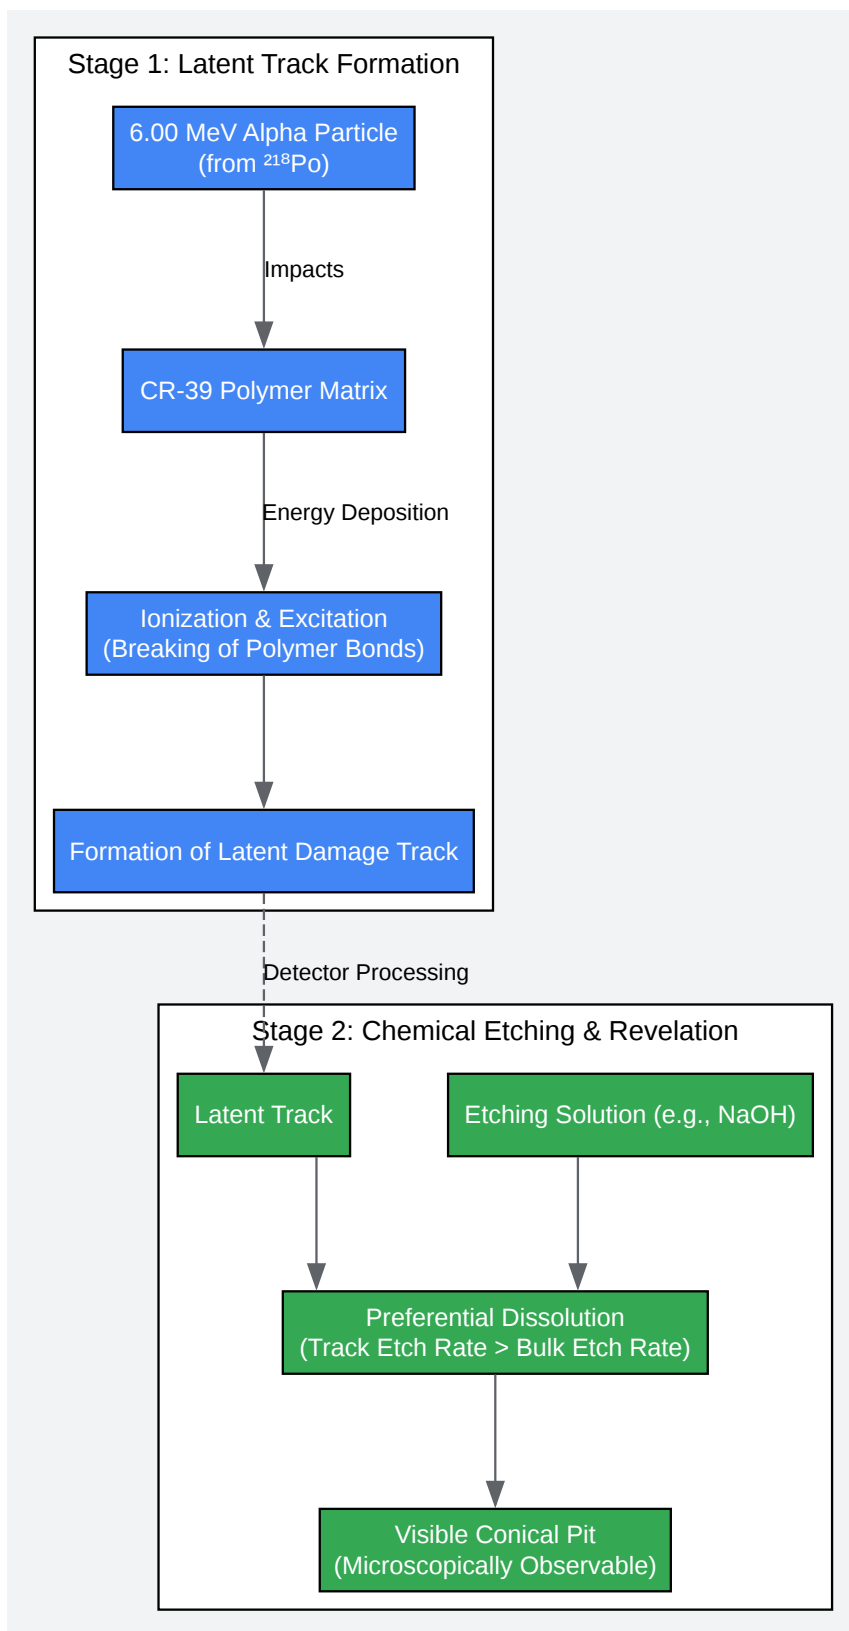 Stage 1: Latent Track Formation
6.00 MeV Alpha Particle
(from ²¹⁸Po)
Impacts
CR-39 Polymer Matrix
Energy Deposition
Ionization & Excitation
(Breaking of Polymer Bonds)
Formation of Latent Damage Track
Detector Processing
Stage 2: Chemical Etching & Revelation
Latent Track
Etching Solution (e.g., NaOH)
Preferential Dissolution
(Track Etch Rate > Bulk Etch Rate)
Visible Conical Pit
(Microscopically Observable)